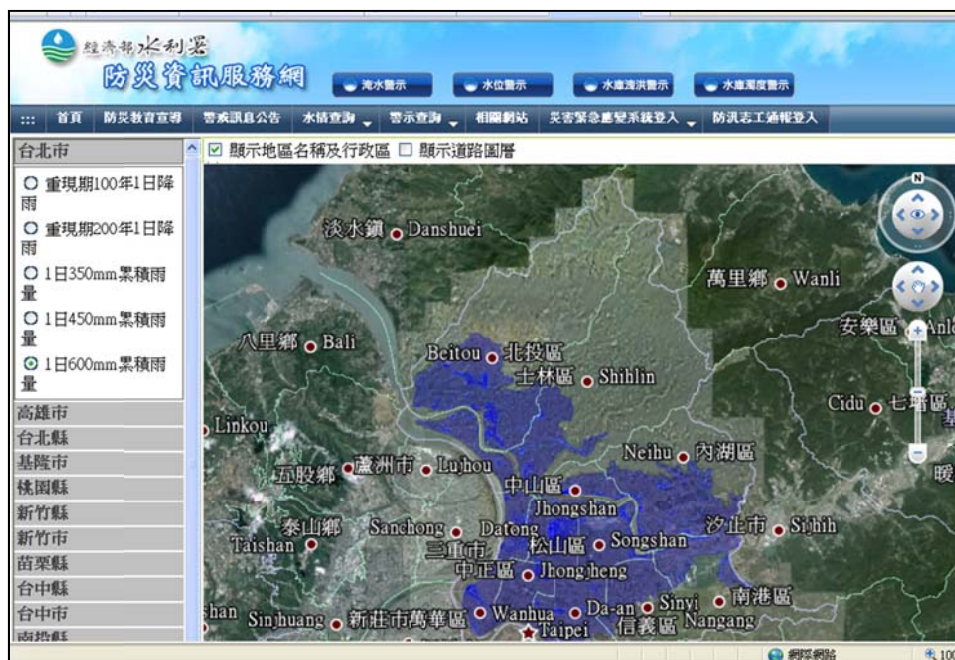 經濟部水利署
防災資訊服務網
淹水警示 水位警示 水庫洩洪警示 水庫濁度警示
::: 首頁 防災教育宣導 警戒訊息公告 水情查詢 警示查詢 相關網站 災害緊急應變系統登入 防汛志工通報登入
台北市
顯示地區名稱及行政區 顯示道路圖層
重現期100年1日降
雨
重現期200年1日降
雨
1日350mm累積雨
量
1日450mm累積雨
量
1日600mm累積雨
量
高雄市
台北縣
基隆市
桃園縣
新竹縣
新竹市
苗栗縣
台中縣
台中市
南投縣
N
淡水鎮 Danshuei
萬里鄉 Wanli
安樂區 Anlo
八里鄉 Bali
Beitou 北投區
士林區 Shihlin
Cidu 七堵區
Linkou
Neihu 內湖區
暖
五股鄉 蘆洲市 Lujhou
中山區
Jhongshan
泰山鄉
Taishan
Sanchong Datong
三重市
松山區 Songshan
汐止市 Sijhih
中正區 Jhongjheng
shan Sinjhuang 新莊市 萬華區 Wanhua Da-an Sinyi 南港區
Taipei 信義區 Nangang
網際網路 100